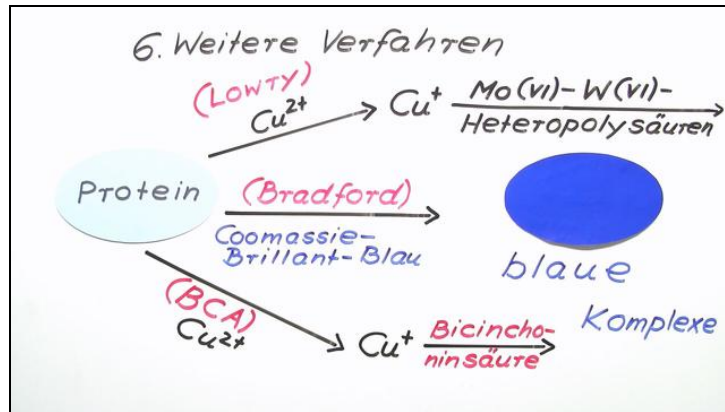 6. Weitere Verfahren
(Lowry)
Cu²⁺
Cu⁺
Mo(VI)-W(VI)-
Heteropolysäuren
Protein
(Bradford)
Coomassie-
Brillant-Blau
blaue
Komplexe
(BCA)
Cu²⁺
Cu⁺
Bicincho-
ninsäure